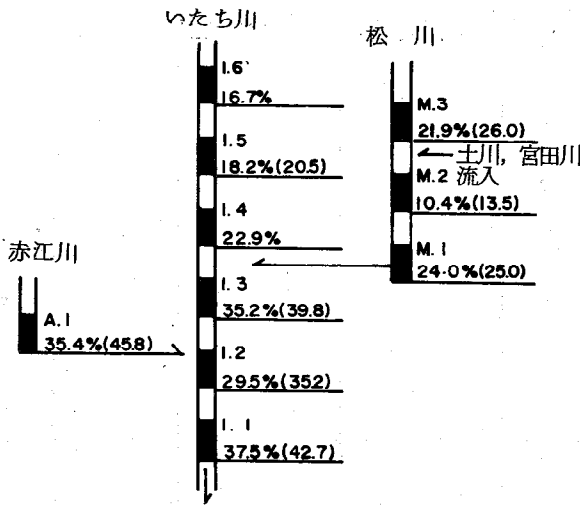 いたち川
I.6
16.7%
I.5
18.2%(20.5)
I.4
22.9%
I.3
35.2%(39.8)
I.2
29.5%(35.2)
I.1
37.5%(42.7)
松川
M.3
21.9%(26.0)
土川,宮田川
流入
M.2
10.4%(13.5)
M.1
24.0%(25.0)
赤江川
A.1
35.4%(45.8)